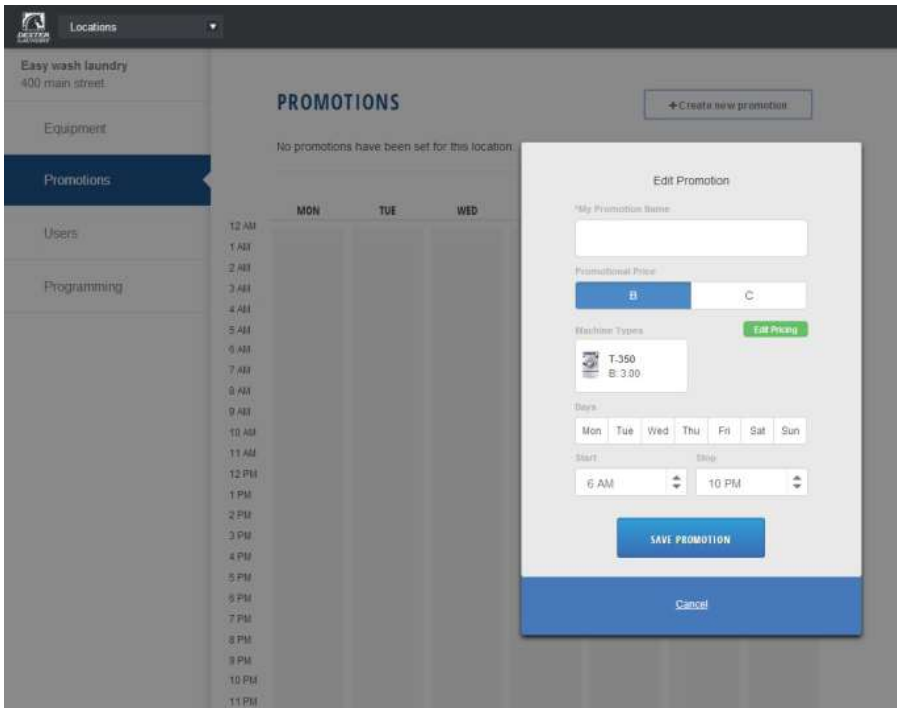 DEXTER
LAUNDRY
Locations
Easy wash laundry
400 main street
Equipment
Promotions
Users
Programming
PROMOTIONS
+Create new promotion
No promotions have been set for this location.
MON TUE WED
12 AM
1 AM
2 AM
3 AM
4 AM
5 AM
6 AM
7 AM
8 AM
9 AM
10 AM
11 AM
12 PM
1 PM
2 PM
3 PM
4 PM
5 PM
6 PM
7 PM
8 PM
9 PM
10 PM
11 PM
Edit Promotion
*My Promotion Name
Promotional Price
B C
Machine Types Edit Pricing
T-350
B: 3.00
Days
Mon Tue Wed Thu Fri Sat Sun
Start Stop
6 AM 10 PM
SAVE PROMOTION
Cancel